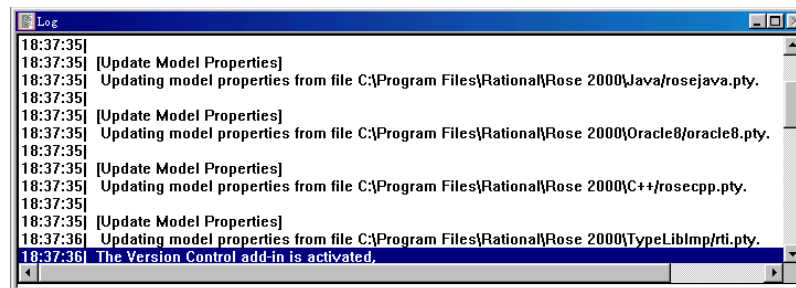 Log
18:37:35|
18:37:35| [Update Model Properties]
18:37:35| Updating model properties from file C:\Program Files\Rational\Rose 2000\Java/rosejava.pty.
18:37:35|
18:37:35| [Update Model Properties]
18:37:35| Updating model properties from file C:\Program Files\Rational\Rose 2000\Oracle8/oracle8.pty.
18:37:35|
18:37:35| [Update Model Properties]
18:37:35| Updating model properties from file C:\Program Files\Rational\Rose 2000\C++/rosecpp.pty.
18:37:35|
18:37:35| [Update Model Properties]
18:37:36| Updating model properties from file C:\Program Files\Rational\Rose 2000\TypeLibImp/rti.pty.
18:37:36| The Version Control add-in is activated,